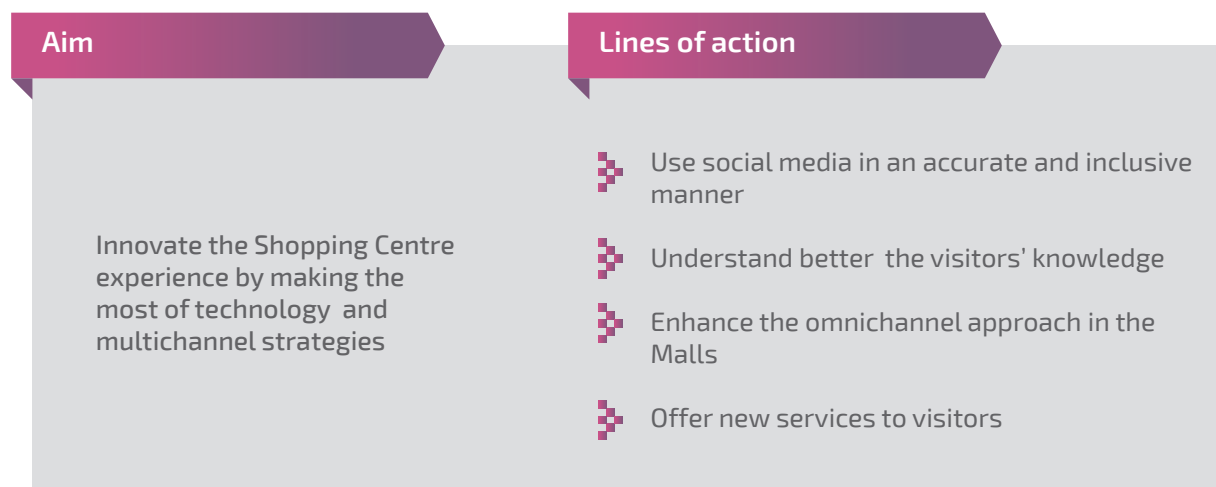 Aim
Innovate the Shopping Centre
experience by making the
most of technology  and
multichannel strategies
Lines of action
Use social media in an accurate and inclusive
manner
Understand better  the visitors’ knowledge
Enhance the omnichannel approach in the
Malls
Offer new services to visitors